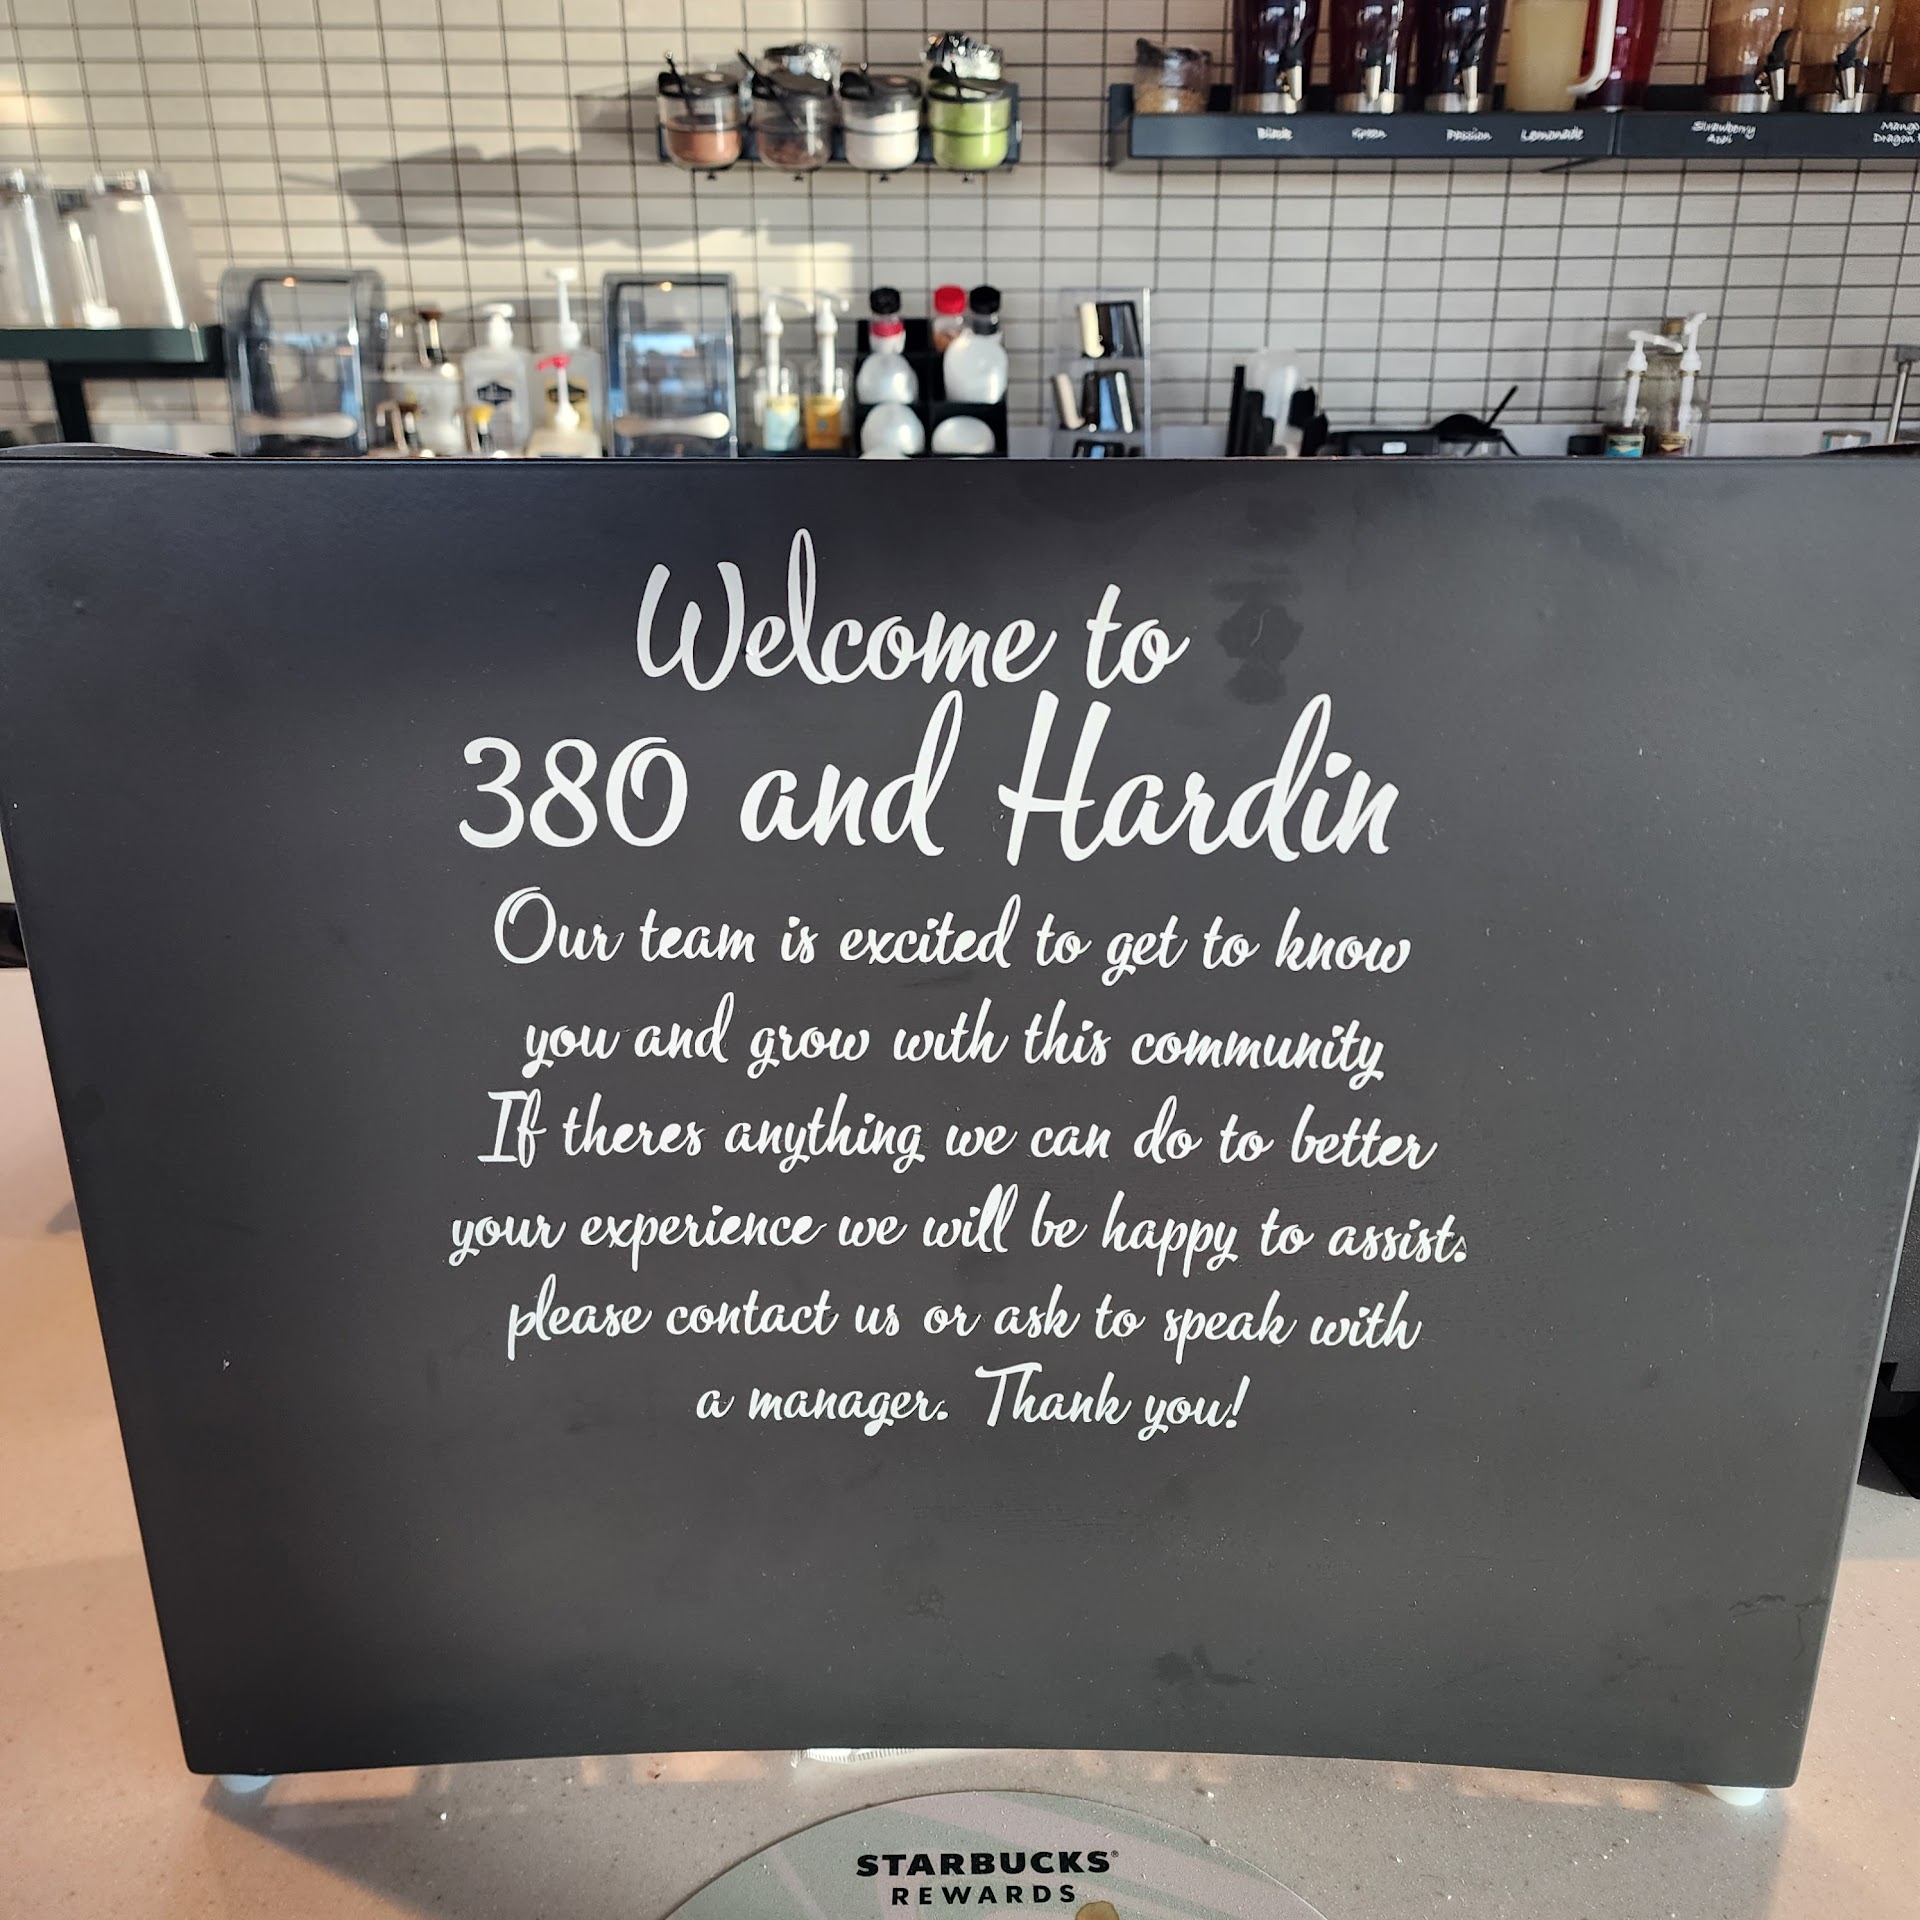 Black
Green
Passion
Lemonade
Strawberry
Acai
Mango
Dragon
Welcome to
380 and Hardin
Our team is excited to get to know
you and grow with this community
If theres anything we can do to better
your experience we will be happy to assist.
please contact us or ask to speak with
a manager. Thank you!
STARBUCKS®
REWARDS